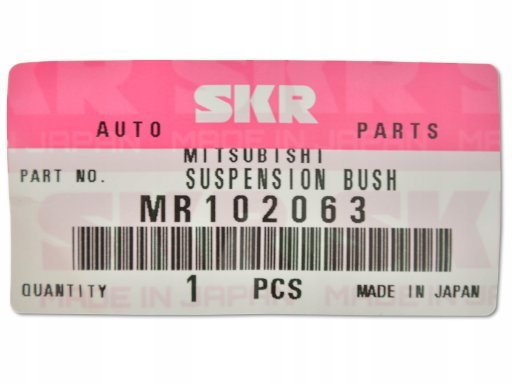 SKR
AUTO PARTS
MITSUBISHI
PART NO. SUSPENSION BUSH
MR102063
QUANTITY 1 PCS MADE IN JAPAN